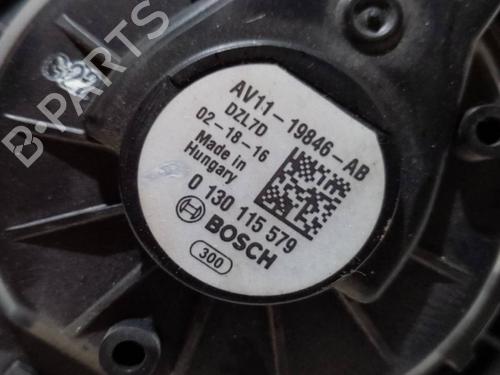 B-PARTS
AV11-19846-AB
DZL7D
02-18-16
Made in
Hungary
0 130 115 579
BOSCH
300